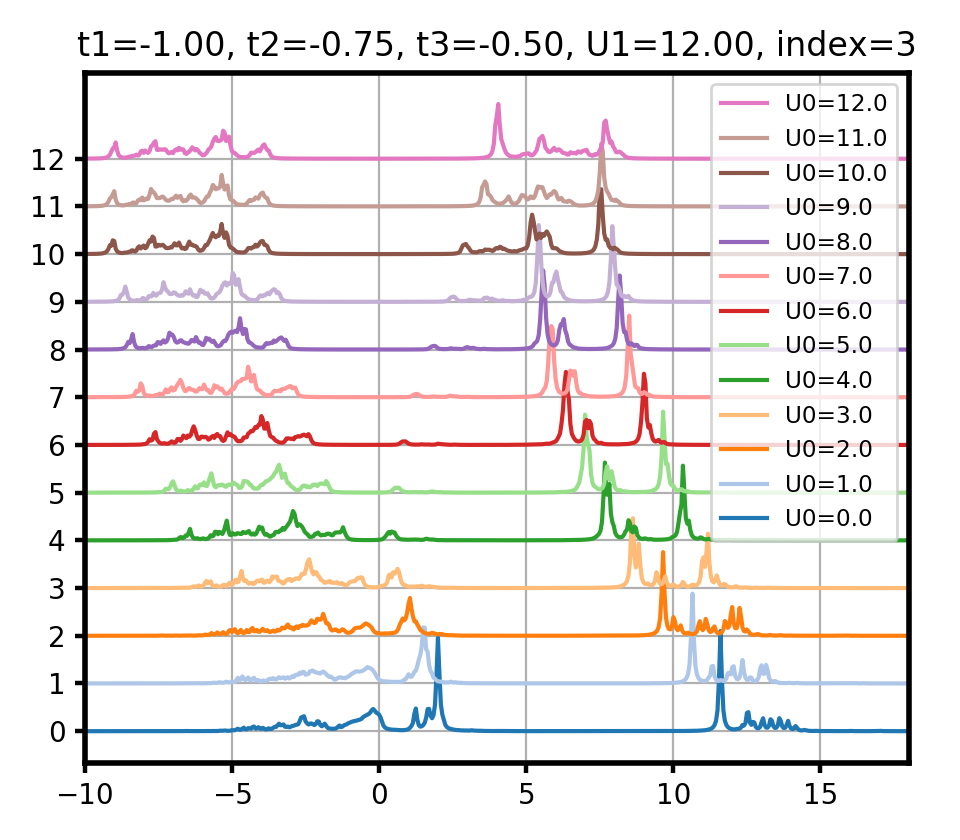 t1=-1.00, t2=-0.75, t3=-0.50, U1=12.00, index=3
U0=12.0
U0=11.0
U0=10.0
U0=9.0
U0=8.0
U0=7.0
U0=6.0
U0=5.0
U0=4.0
U0=3.0
U0=2.0
U0=1.0
U0=0.0
12
11
10
9
8
7
6
5
4
3
2
1
0
−10
−5
0
5
10
15